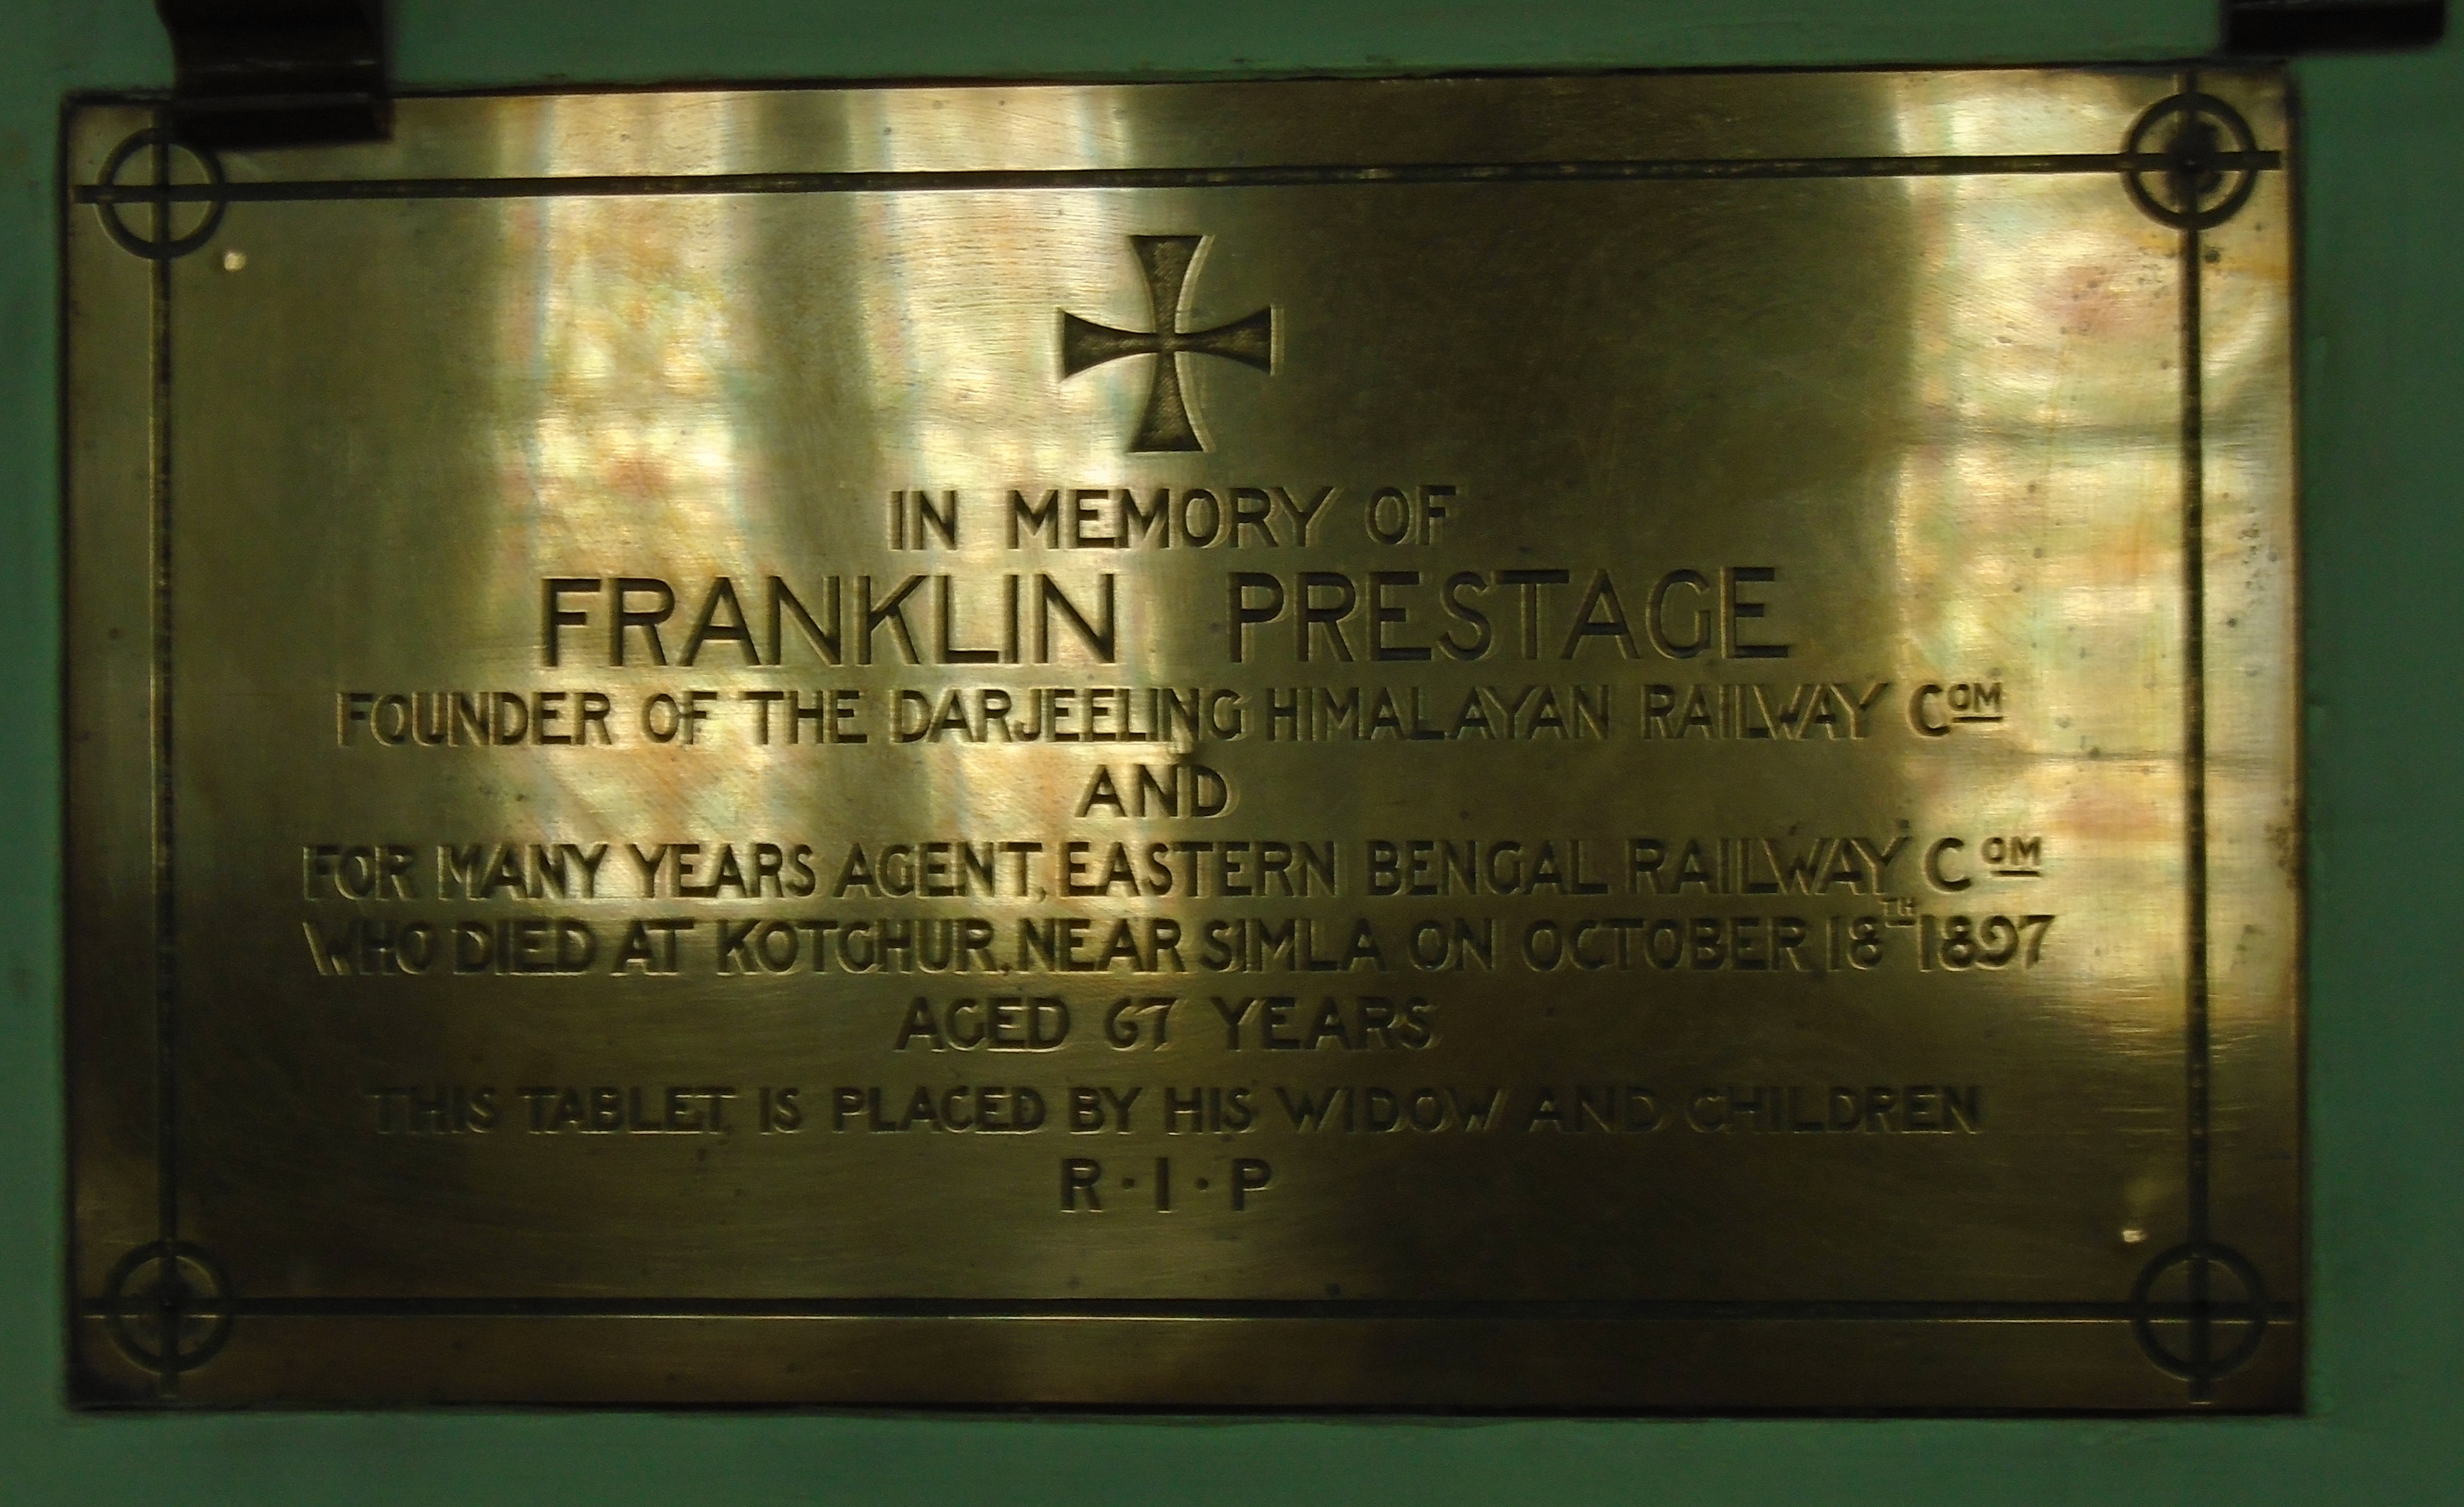 IN MEMORY OF
FRANKLIN PRESTAGE
FOUNDER OF THE DARJEELING HIMALAYAN RAILWAY COM
AND
FOR MANY YEARS AGENT, EASTERN BENGAL RAILWAY COM
WHO DIED AT KOTGHUR, NEAR SIMLA ON OCTOBER 18TH 1897
AGED 67 YEARS
THIS TABLET IS PLACED BY HIS WIDOW AND CHILDREN
R·I·P